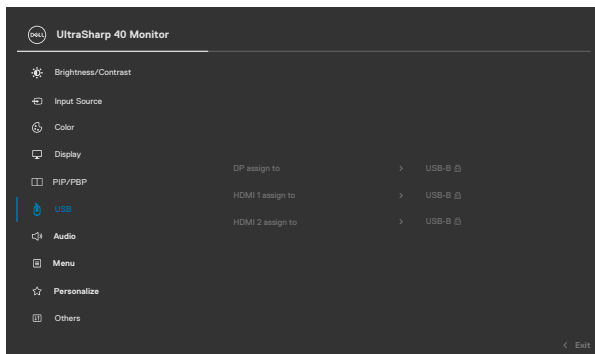 DELL UltraSharp 40 Monitor
Brightness/Contrast
Input Source
Color
Display
PIP/PBP
USB
Audio
Menu
Personalize
Others
DP assign to > USB-B
HDMI 1 assign to > USB-B
HDMI 2 assign to > USB-B
< Exit